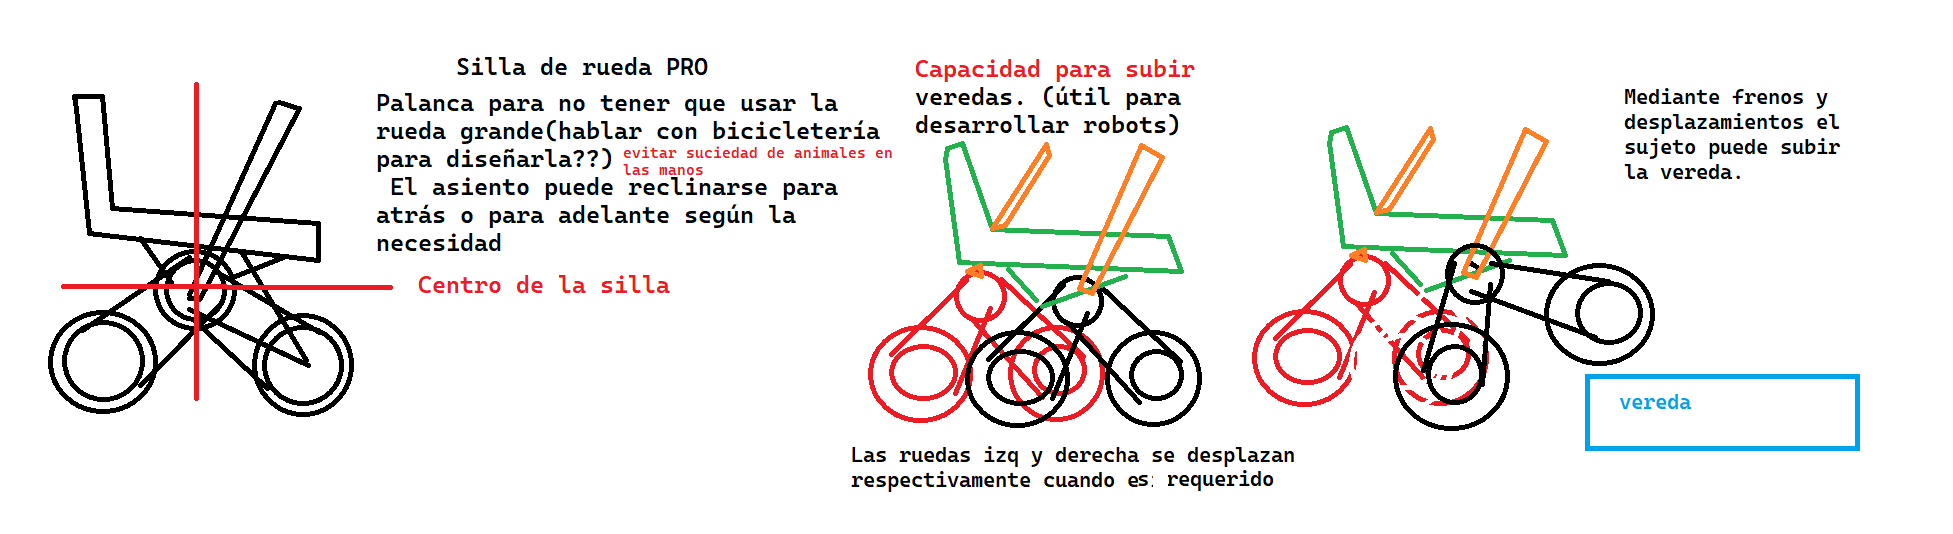 Silla de rueda PRO
Palanca para no tener que usar la
rueda grande(hablar con bicicletería
para diseñarla??)
evitar suciedad de animales en
las manos
El asiento puede reclinarse para
atrás o para adelante según la
necesidad
Centro de la silla
Capacidad para subir
veredas. (útil para
desarrollar robots)
Las ruedas izq y derecha se desplazan
respectivamente cuando es requerido
Mediante frenos y
desplazamientos el
sujeto puede subir
la vereda.
vereda